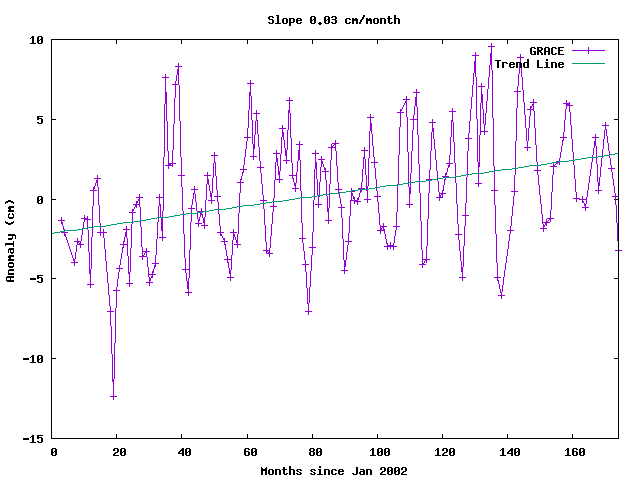 Slope 0.03 cm/month
10
GRACE
Trend Line
5
0
Anomaly (cm)
-5
-10
-15
0 20 40 60 80 100 120 140 160
Months since Jan 2002